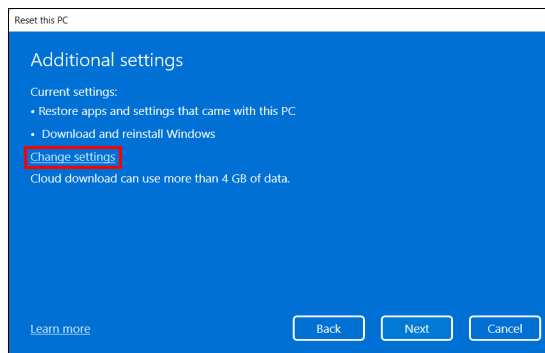 Reset this PC
Additional settings
Current settings:
• Restore apps and settings that came with this PC
• Download and reinstall Windows
Change settings
Cloud download can use more than 4 GB of data.
Learn more
Back
Next
Cancel